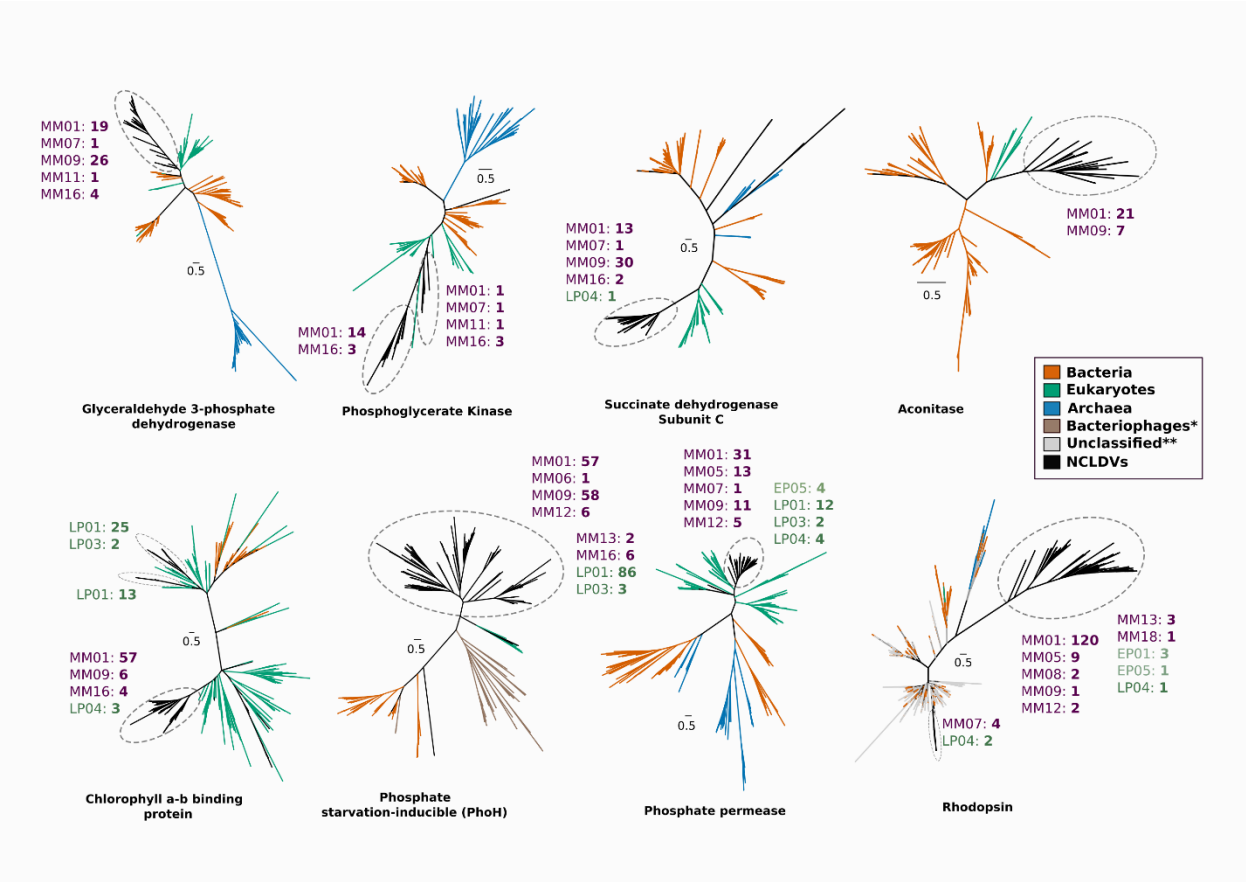 MM01: 19
MM07: 1
MM09: 26
MM11: 1
MM16: 4
0.5
Glyceraldehyde 3-phosphate
dehydrogenase
0.5
MM01: 14
MM16: 3
MM01: 1
MM07: 1
MM11: 1
MM16: 3
Phosphoglycerate Kinase
MM01: 13
MM07: 1
MM09: 30
MM16: 2
LP04: 1
0.5
Succinate dehydrogenase
Subunit C
MM01: 21
MM09: 7
0.5
Aconitase
Bacteria
Eukaryotes
Archaea
Bacteriophages*
Unclassified**
NCLDVs
LP01: 25
LP03: 2
LP01: 13
0.5
MM01: 57
MM09: 6
MM16: 4
LP04: 3
Chlorophyll a-b binding
protein
MM01: 57
MM06: 1
MM09: 58
MM12: 6
MM13: 2
MM16: 6
LP01: 86
LP03: 3
0.5
Phosphate
starvation-inducible (PhoH)
MM01: 31
MM05: 13
MM07: 1
MM09: 11
MM12: 5
EP05: 4
LP01: 12
LP03: 2
LP04: 4
0.5
Phosphate permease
0.5
MM01: 120
MM05: 9
MM08: 2
MM09: 1
MM12: 2
MM13: 3
MM18: 1
EP01: 3
EP05: 1
LP04: 1
MM07: 4
LP04: 2
Rhodopsin